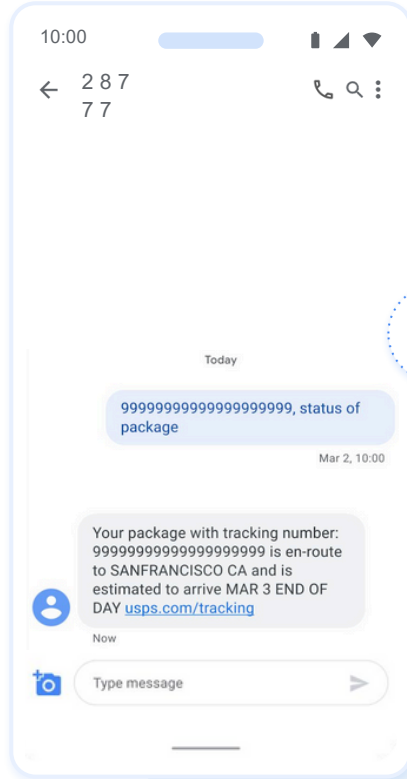 10:00
2 8 7
7 7
Today
99999999999999999999, status of
package
Mar 2, 10:00
Your package with tracking number:
99999999999999999999 is en-route
to SANFRANCISCO CA and is
estimated to arrive MAR 3 END OF
DAY usps.com/tracking
Now
Type message